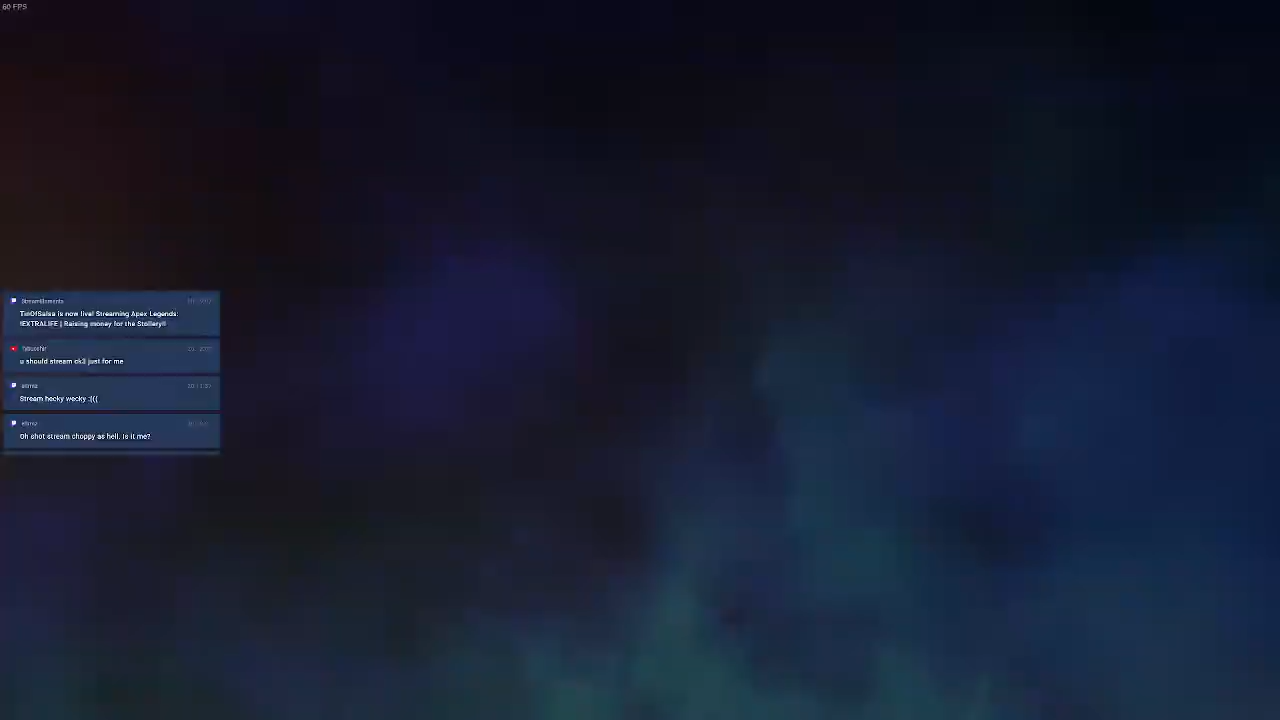 60 FPS
StreamElements
TinOfSalsa is now live! Streaming Apex Legends:
!EXTRALIFE | Raising money for the Stollery!!
u should stream ck3 just for me
Stream hecky wecky :(((
Oh shot stream choppy as hell. Is it me?